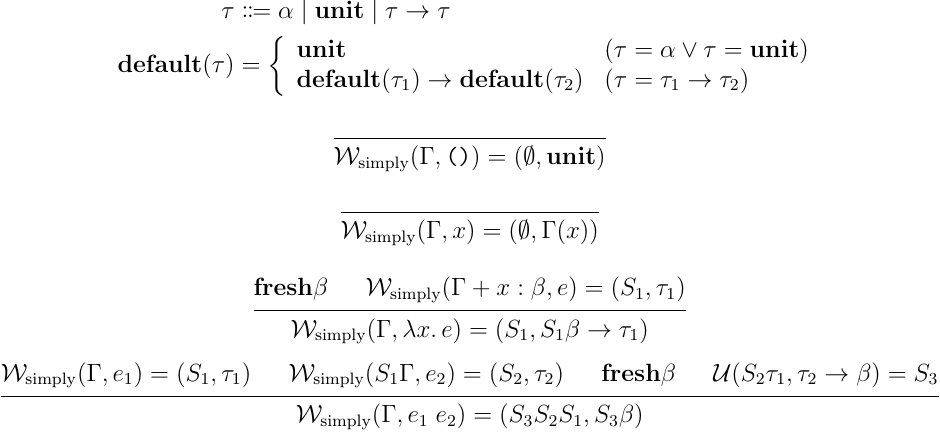 τ ::= α | unit | τ → τ
default(τ) = { unit (τ = α ∨ τ = unit)
default(τ₁) → default(τ₂) (τ = τ₁ → τ₂)
𝒲simply(Γ, ()) = (∅, unit)
𝒲simply(Γ, x) = (∅, Γ(x))
freshβ 𝒲simply(Γ + x : β, e) = (S₁, τ₁)
𝒲simply(Γ, λx. e) = (S₁, S₁β → τ₁)
𝒲simply(Γ, e₁) = (S₁, τ₁) 𝒲simply(S₁Γ, e₂) = (S₂, τ₂) freshβ 𝒰(S₂τ₁, τ₂ → β) = S₃
𝒲simply(Γ, e₁ e₂) = (S₃S₂S₁, S₃β)